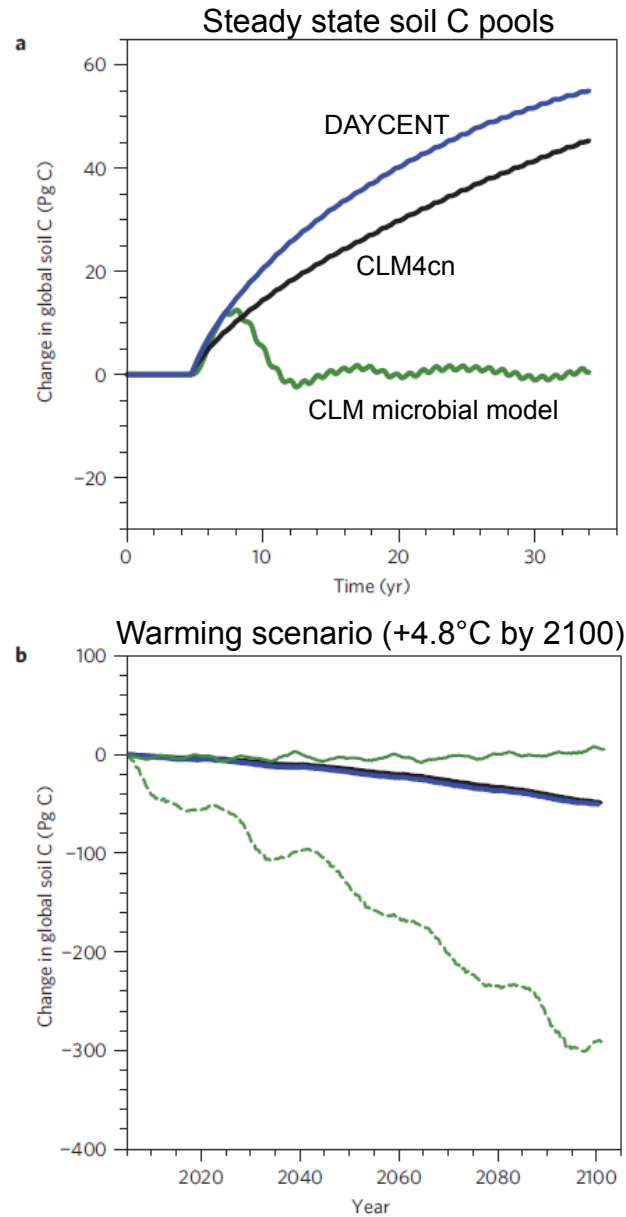 Steady state soil C pools
a
60
40
20
0
−20
Change in global soil C (Pg C)
DAYCENT
CLM4cn
CLM microbial model
0 10 20 30
Time (yr)
Warming scenario (+4.8°C by 2100)
b
100
0
−100
−200
−300
−400
Change in global soil C (Pg C)
2020 2040 2060 2080 2100
Year